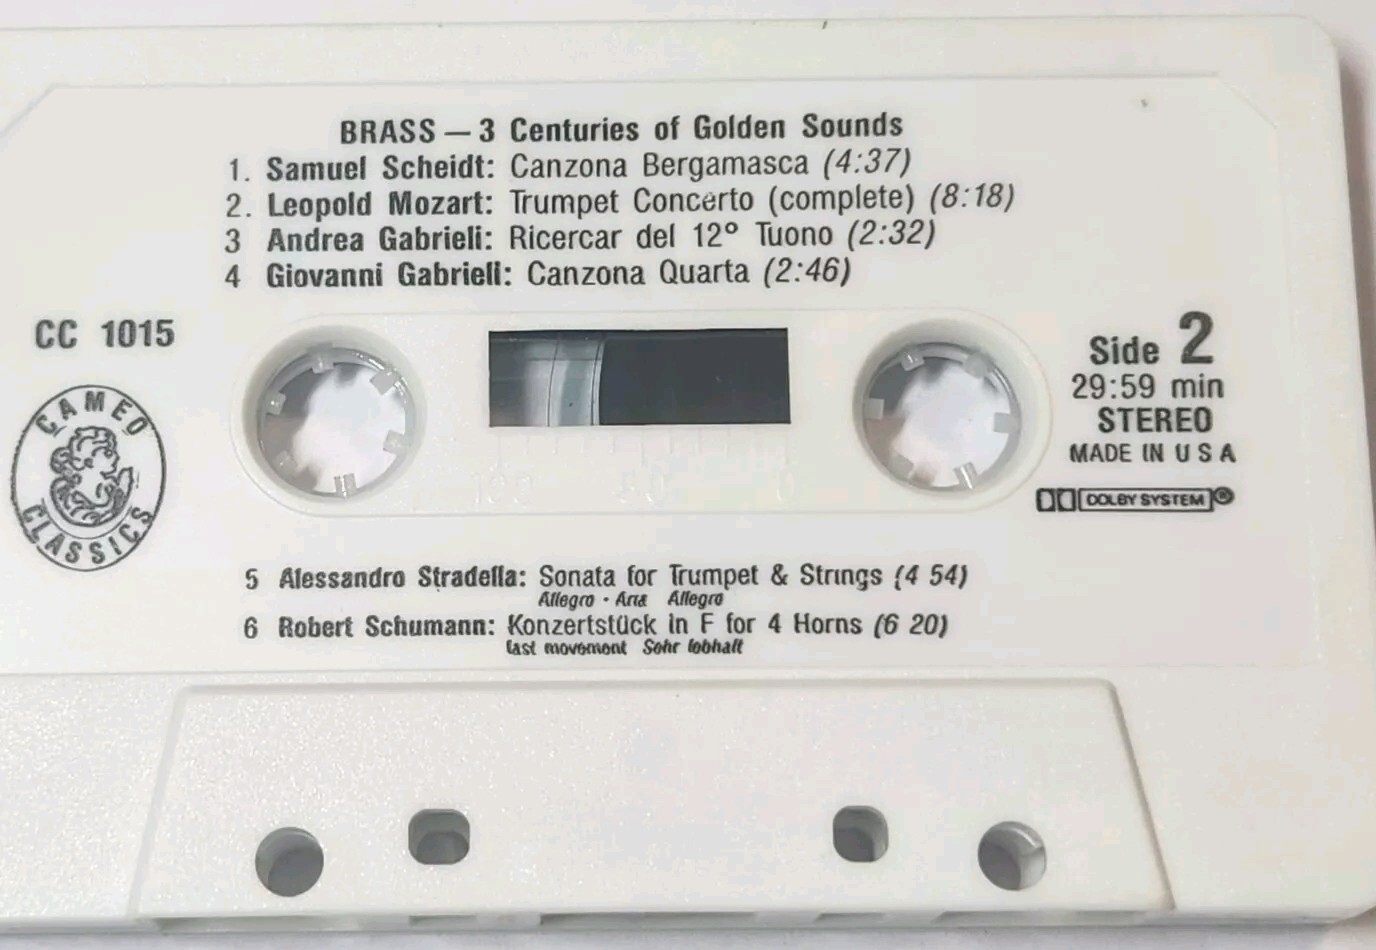 BRASS — 3 Centuries of Golden Sounds
1. Samuel Scheidt: Canzona Bergamasca (4:37)
2. Leopold Mozart: Trumpet Concerto (complete) (8:18)
3 Andrea Gabrieli: Ricercar del 12° Tuono (2:32)
4 Giovanni Gabrieli: Canzona Quarta (2:46)
CC 1015
CAMEO
CLASSICS
Side 2
29:59 min
STEREO
MADE IN U S A
DOLBY SYSTEM®
100 50 0
5 Alessandro Stradella: Sonata for Trumpet & Strings (4 54)
Allegro · Aria Allegro
6 Robert Schumann: Konzertstück in F for 4 Horns (6 20)
last movement Sehr lebhaft